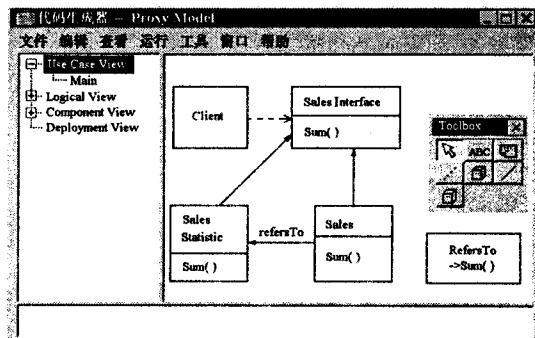 代码生成器 — Proxy Model
文件 编辑 查看 运行 工具 窗口 帮助
Use Case View
Main
Logical View
Component View
Deployment View
Client
Sales Interface
Sum( )
Toolbox
ABC
Sales
Statistic
Sum( )
refersTo
Sales
Sum( )
RefersTo
->Sum( )